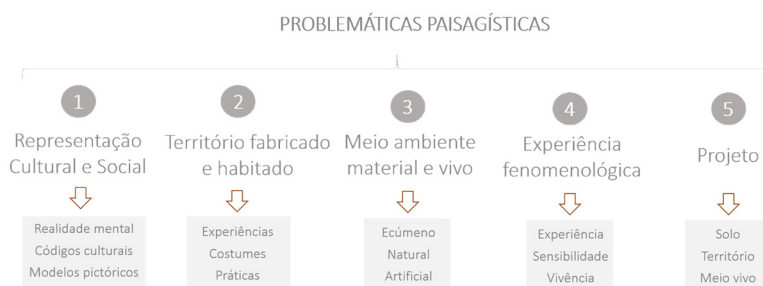 PROBLEMÁTICAS PAISAGÍSTICAS
1
Representação
Cultural e Social
Realidade mental
Códigos culturais
Modelos pictóricos
2
Território fabricado
e habitado
Experiências
Costumes
Práticas
3
Meio ambiente
material e vivo
Ecúmeno
Natural
Artificial
4
Experiência
fenomenológica
Experiência
Sensibilidade
Vivência
5
Projeto
Solo
Território
Meio vivo